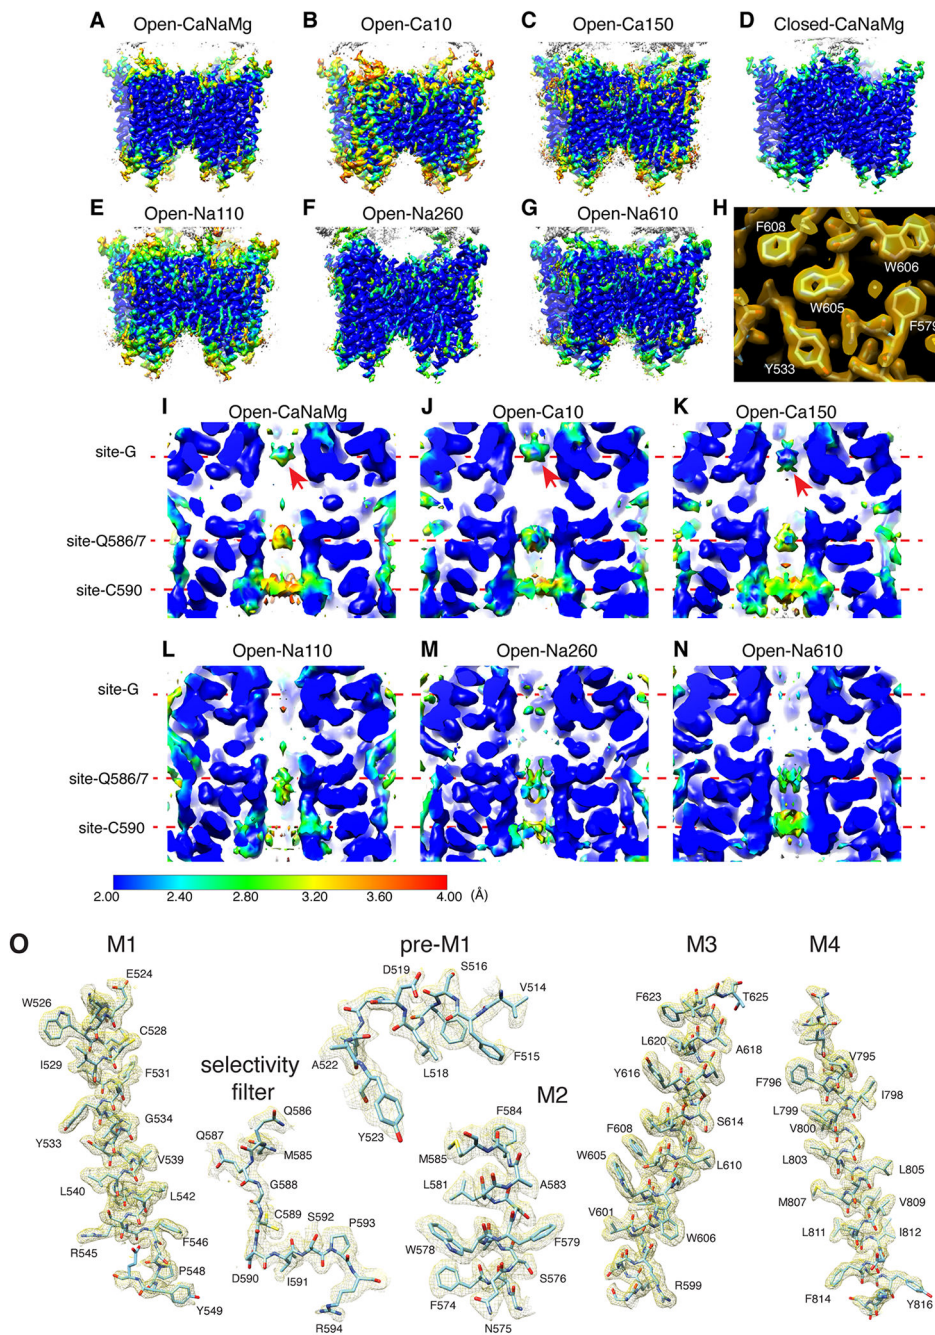 A Open-CaNaMg
B Open-Ca10
C Open-Ca150
D Closed-CaNaMg
E Open-Na110
F Open-Na260
G Open-Na610
H
F608
W606
W605
F579
Y533
I Open-CaNaMg
J Open-Ca10
K Open-Ca150
site-G
site-Q586/7
site-C590
L Open-Na110
M Open-Na260
N Open-Na610
site-G
site-Q586/7
site-C590
2.00 2.40 2.80 3.20 3.60 4.00 (Å)
O
M1
E524
W526
C528
I529
F531
G534
Y533
V539
L540
L542
R545
F546
P548
Y549
selectivity
filter
Q586
Q587
M585
G588
C589
S592
P593
D590
I591
R594
pre-M1
D519
S516
V514
A522
L518
F515
Y523
M2
F584
M585
L581
A583
W578
F579
S576
F574
N575
M3
F623
T625
L620
A618
Y616
S614
F608
W605
L610
V601
W606
R599
M4
V795
F796
I798
L799
V800
L803
L805
M807
V809
L811
I812
F814
Y816